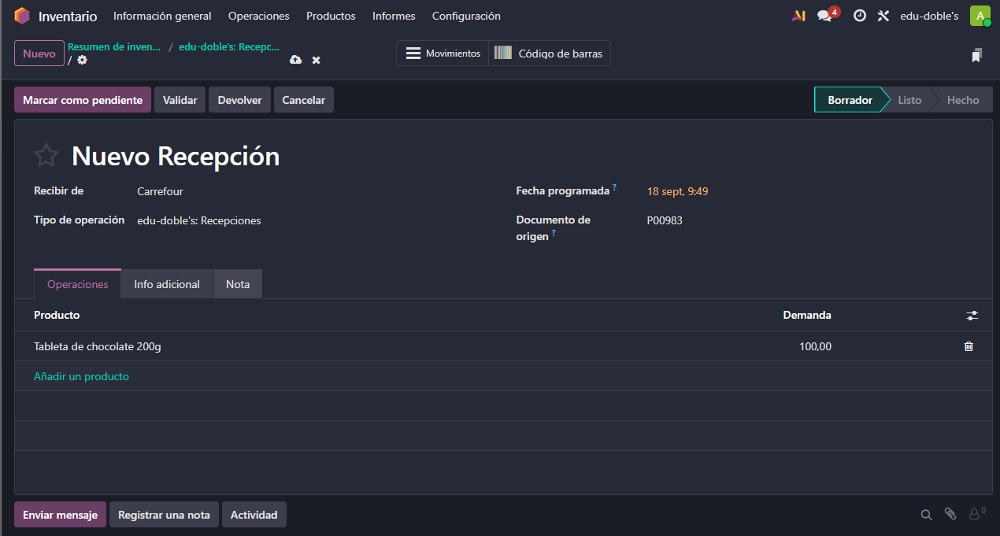 Inventario Información general Operaciones Productos Informes Configuración 4 edu-doble's A
Nuevo Resumen de inven... / edu-doble's: Recepc...
/
Movimientos Código de barras
Marcar como pendiente Validar Devolver Cancelar Borrador Listo Hecho
Nuevo Recepción
Recibir de Carrefour Fecha programada ? 18 sept, 9:49
Tipo de operación edu-doble's: Recepciones Documento de P00983
origen ?
Operaciones Info adicional Nota
Producto Demanda
Tableta de chocolate 200g 100,00
Añadir un producto
Enviar mensaje Registrar una nota Actividad 0